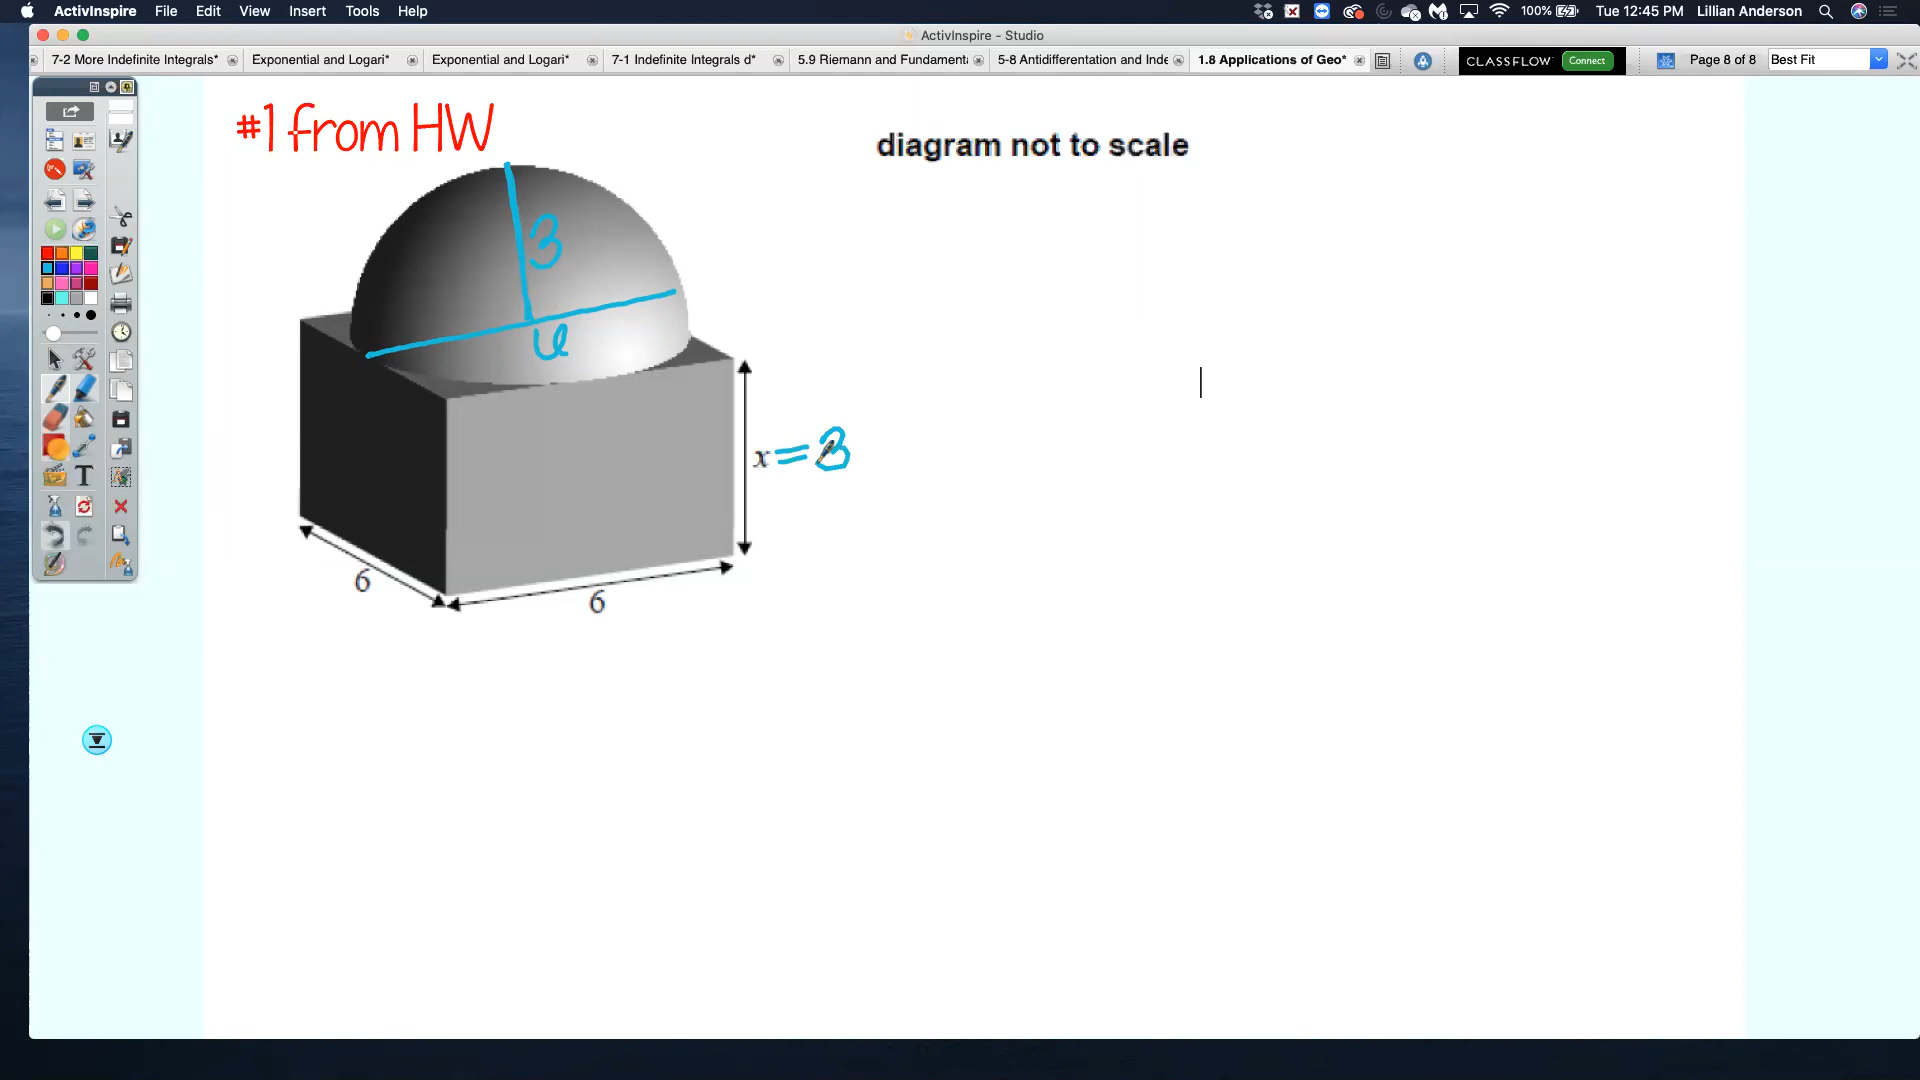 ActivInspire File Edit View Insert Tools Help 100% Tue 12:45 PM Lillian Anderson
ActivInspire - Studio
7-2 More Indefinite Integrals* Exponential and Logari* Exponential and Logari* 7-1 Indefinite Integrals d* 5.9 Riemann and Fundament 5-8 Antidifferentation and Inde 1.8 Applications of Geo* CLASSFLOW Connect Page 8 of 8 Best Fit
#1 from HW
diagram not to scale
3
6
x=3
6
6
T